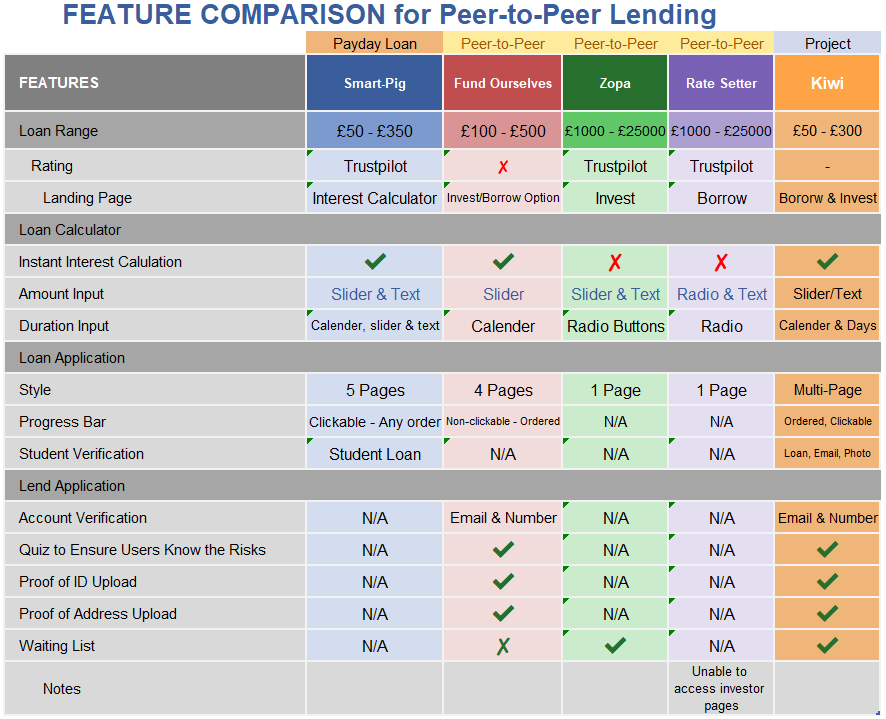 FEATURE COMPARISON for Peer-to-Peer Lending
Payday Loan Peer-to-Peer Peer-to-Peer Peer-to-Peer Project
FEATURES Smart-Pig Fund Ourselves Zopa Rate Setter Kiwi
Loan Range £50 - £350 £100 - £500 £1000 - £25000 £1000 - £25000 £50 - £300
Rating Trustpilot ✗ Trustpilot Trustpilot -
Landing Page Interest Calculator Invest/Borrow Option Invest Borrow Bororw & Invest
Loan Calculator
Instant Interest Calulation ✔ ✔ ✗ ✗ ✔
Amount Input Slider & Text Slider Slider & Text Radio & Text Slider/Text
Duration Input Calender, slider & text Calender Radio Buttons Radio Calender & Days
Loan Application
Style 5 Pages 4 Pages 1 Page 1 Page Multi-Page
Progress Bar Clickable - Any order Non-clickable - Ordered N/A N/A Ordered, Clickable
Student Verification Student Loan N/A N/A N/A Loan, Email, Photo
Lend Application
Account Verification N/A Email & Number N/A N/A Email & Number
Quiz to Ensure Users Know the Risks N/A ✔ N/A N/A ✔
Proof of ID Upload N/A ✔ N/A N/A ✔
Proof of Address Upload N/A ✔ N/A N/A ✔
Waiting List N/A ✗ ✔ N/A ✔
Notes Unable to
access investor
pages